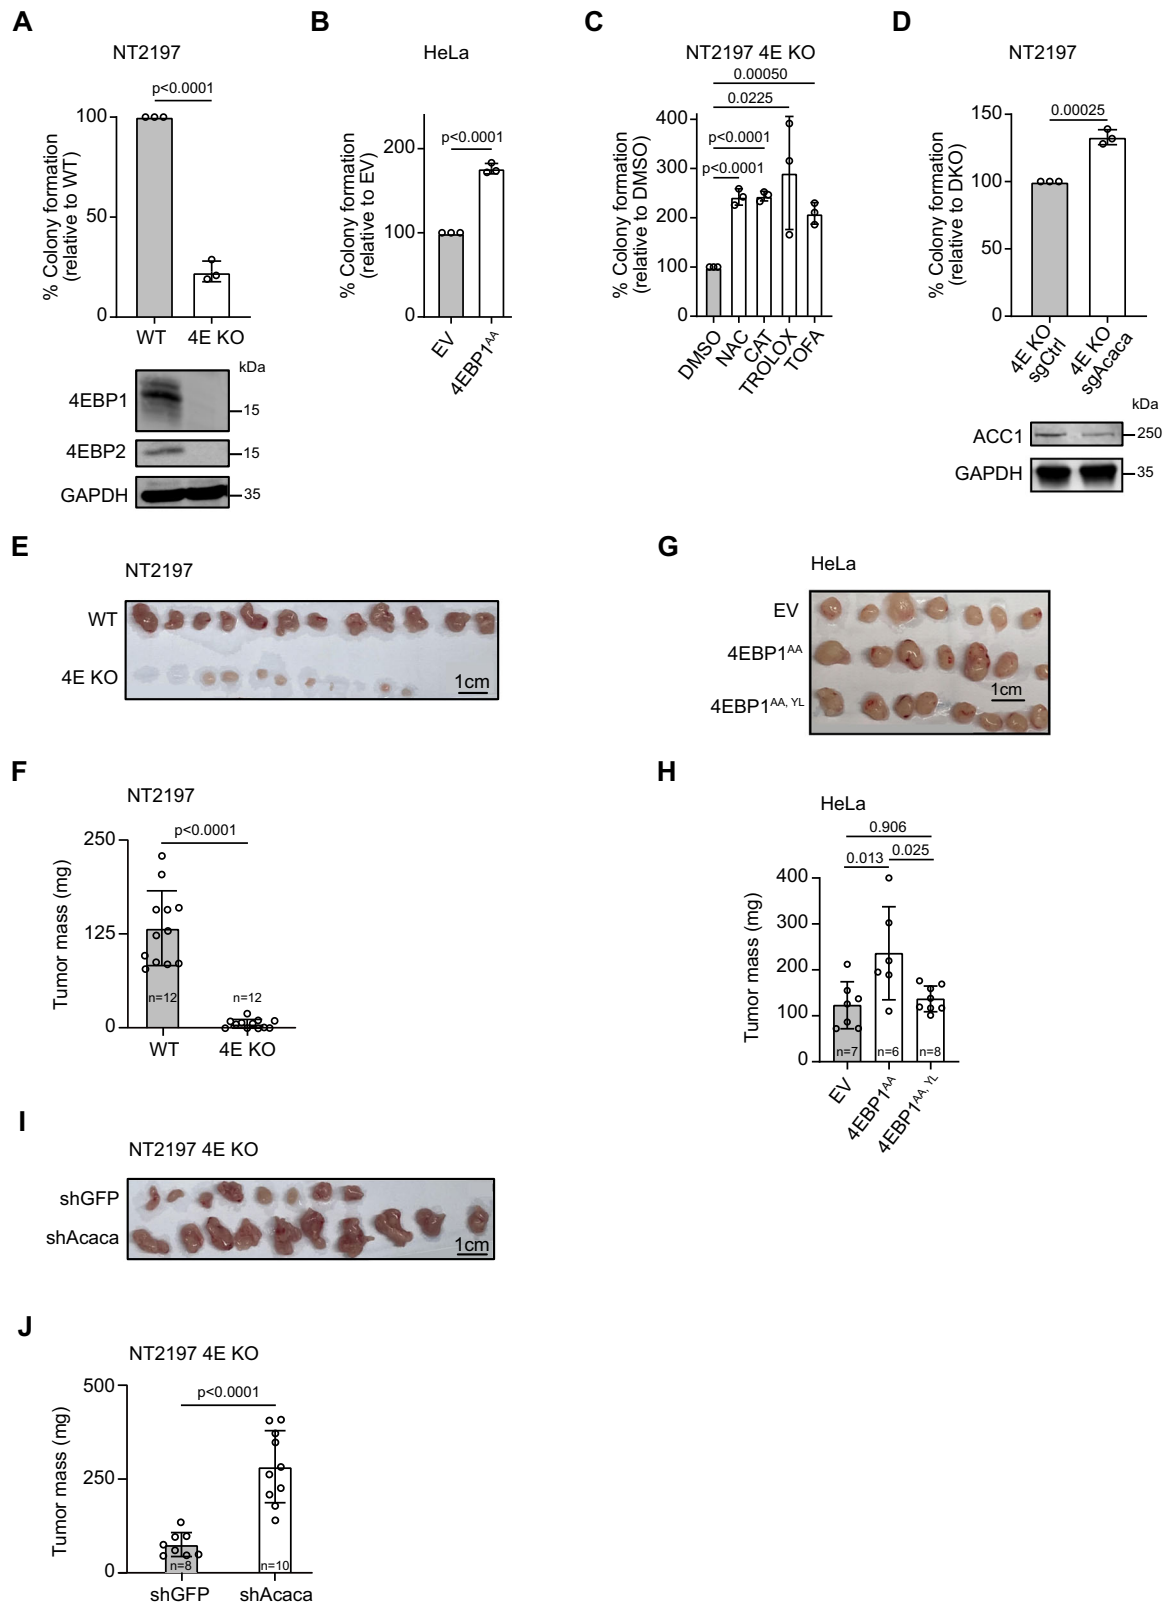 A
NT2197
p<0.0001
% Colony formation
(relative to WT)
100
50
0
WT
4E KO
kDa
4EBP1
15
4EBP2
15
GAPDH
35
B
HeLa
p<0.0001
% Colony formation
(relative to EV)
200
100
0
EV
4EBP1AA
C
NT2197 4E KO
0.00050
0.0225
p<0.0001
p<0.0001
% Colony formation
(relative to DMSO)
400
300
200
100
0
DMSO
NAC
CAT
TROLOX
TOFA
D
NT2197
0.00025
% Colony formation
(relative to DKO)
150
100
50
0
4E KO
sgCtrl
4E KO
sgAcaca
kDa
ACC1
250
GAPDH
35
E
NT2197
WT
4E KO
1cm
G
HeLa
EV
4EBP1AA
4EBP1AA, YL
1cm
F
NT2197
p<0.0001
Tumor mass (mg)
250
125
0
n=12
n=12
WT
4E KO
H
HeLa
0.906
0.013
0.025
Tumor mass (mg)
400
300
200
100
0
n=7
n=6
n=8
EV
4EBP1AA
4EBP1AA, YL
I
NT2197 4E KO
shGFP
shAcaca
1cm
J
NT2197 4E KO
p<0.0001
Tumor mass (mg)
500
250
0
n=8
n=10
shGFP
shAcaca